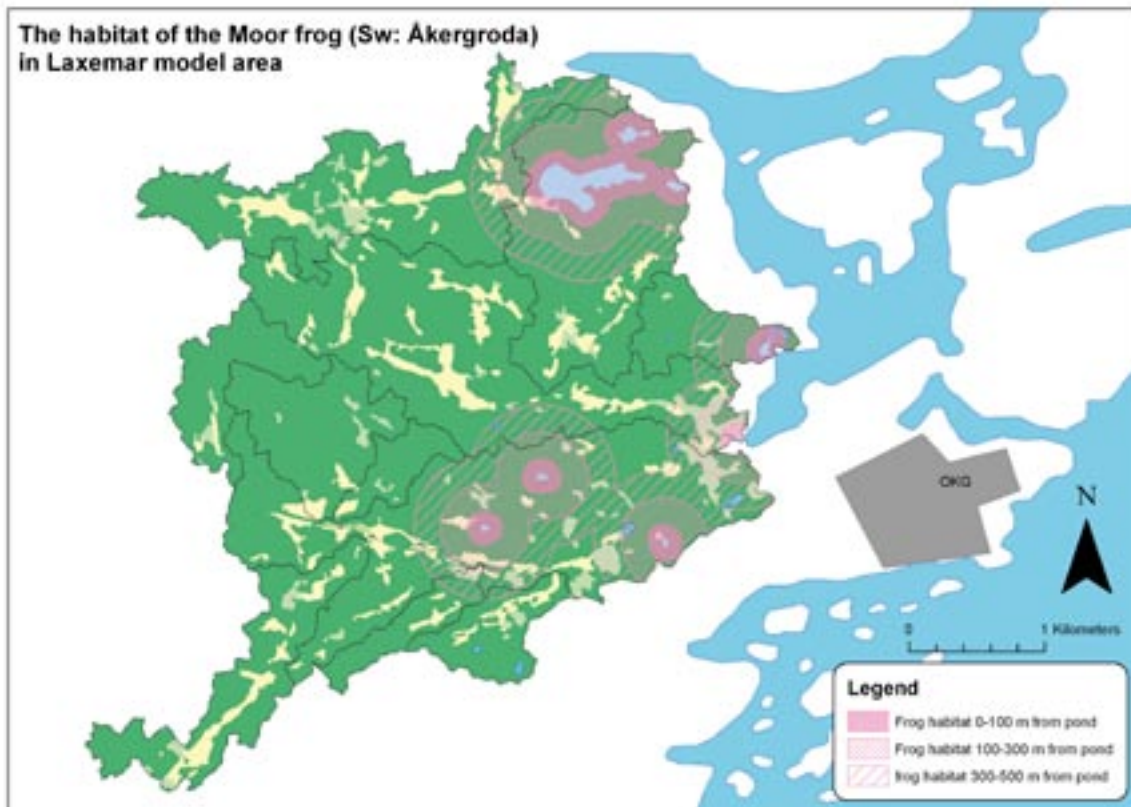 The habitat of the Moor frog (Sw: Åkergroda)
in Laxemar model area
OKG
N
0 1 Kilometers
Legend
Frog habitat 0-100 m from pond
Frog habitat 100-300 m from pond
frog habitat 300-500 m from pond